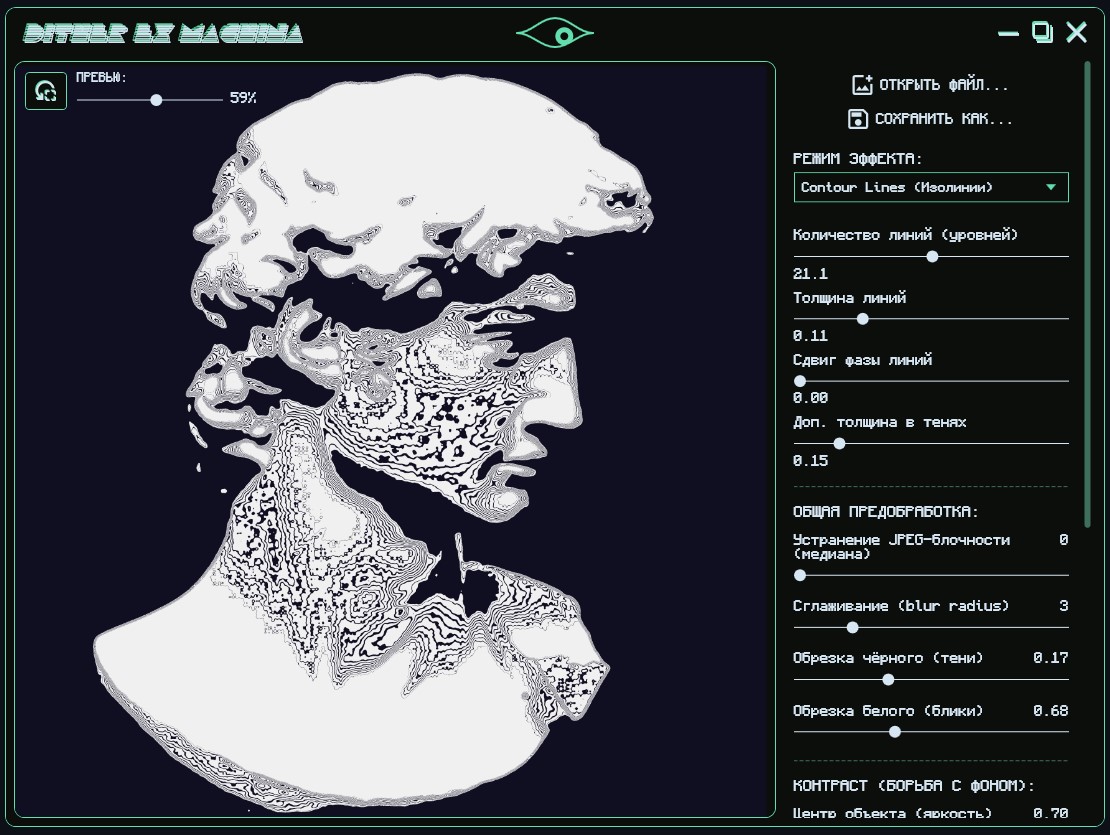 DITHER EX MACHINA
ПРЕВЬЮ:
59%
ОТКРЫТЬ ФАЙЛ...
СОХРАНИТЬ КАК...
РЕЖИМ ЭФФЕКТА:
Contour Lines (Изолинии)
Количество линий (уровней)
21.1
Толщина линий
0.11
Сдвиг фазы линий
0.00
Доп. толщина в тенях
0.15
ОБЩАЯ ПРЕДОБРАБОТКА:
Устранение JPEG-блочности 0
(медиана)
Сглаживание (blur radius) 3
Обрезка чёрного (тени) 0.17
Обрезка белого (блики) 0.68
КОНТРАСТ (БОРЬБА С ФОНОМ):
Центр объекта (яркость) 0.70